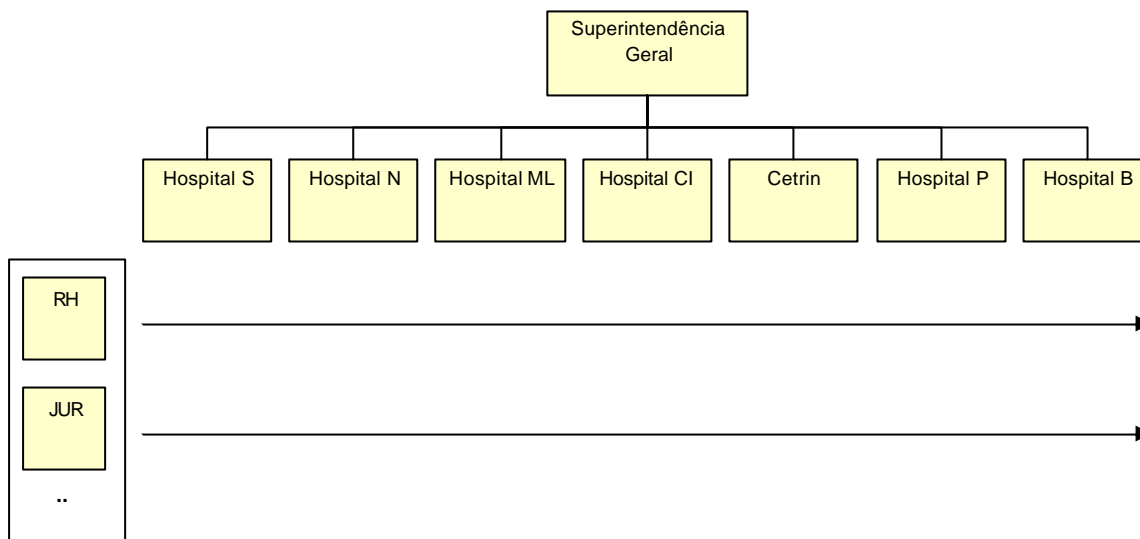 Superintendência
Geral
Hospital S
Hospital N
Hospital ML
Hospital CI
Cetrin
Hospital P
Hospital B
RH
JUR
..